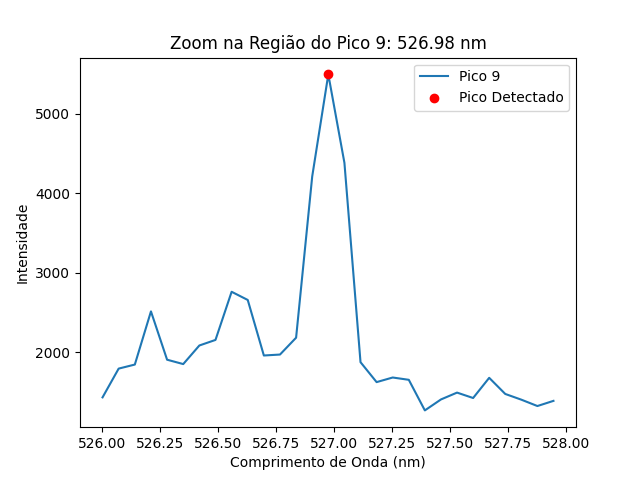 Zoom na Região do Pico 9: 526.98 nm
Pico 9
Pico Detectado
Intensidade
5000
4000
3000
2000
526.00 526.25 526.50 526.75 527.00 527.25 527.50 527.75 528.00
Comprimento de Onda (nm)